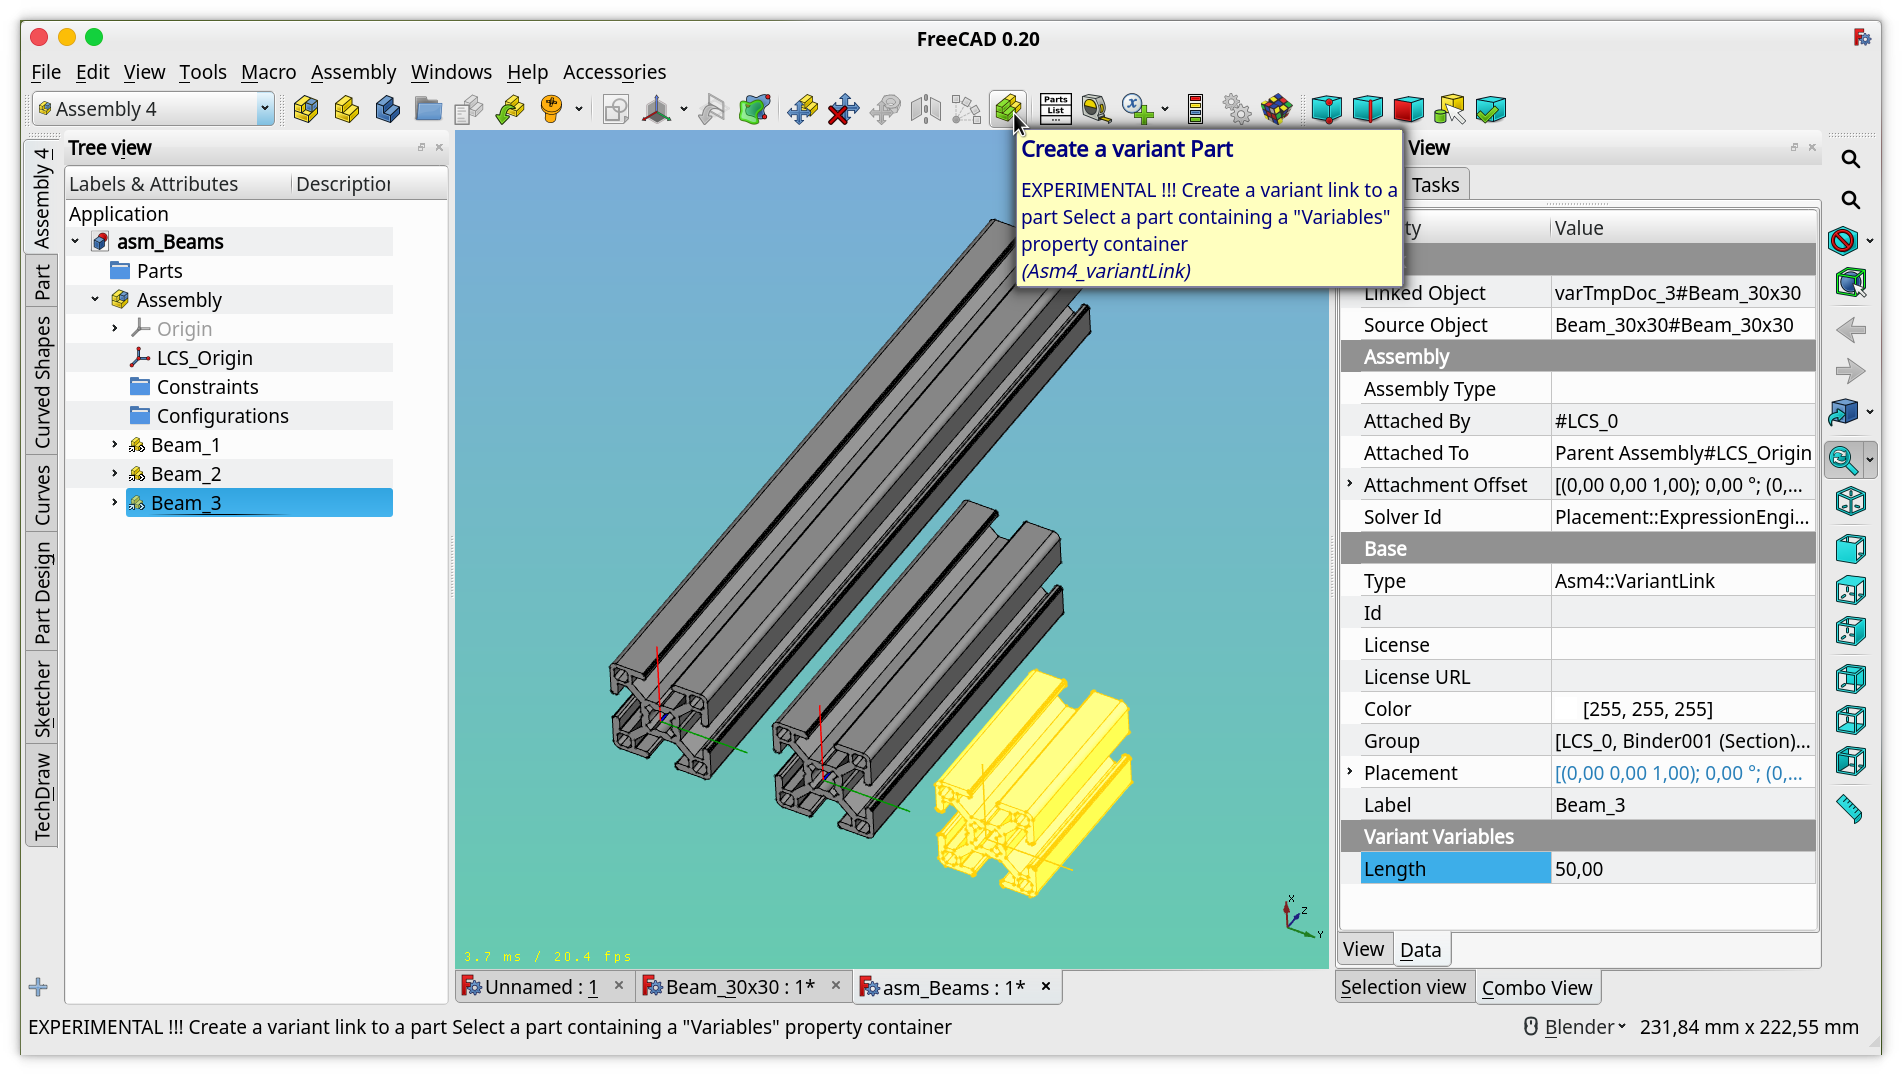 FreeCAD 0.20
File Edit View Tools Macro Assembly Windows Help Accessories
Assembly 4
Parts
List
...
Create a variant Part
EXPERIMENTAL !!! Create a variant link to a
part Select a part containing a "Variables"
property container
(Asm4_variantLink)
Assembly 4
Part
Curved Shapes
Curves
Part Design
Sketcher
TechDraw
Tree view
Labels & Attributes
Description
Application
asm_Beams
Parts
Assembly
Origin
LCS_Origin
Constraints
Configurations
Beam_1
Beam_2
Beam_3
3.7 ms / 20.4 fps
X
Z
Y
View
Tasks
ty Value
Linked Object varTmpDoc_3#Beam_30x30
Source Object Beam_30x30#Beam_30x30
Assembly
Assembly Type
Attached By #LCS_0
Attached To Parent Assembly#LCS_Origin
Attachment Offset [(0,00 0,00 1,00); 0,00 °; (0,...
Solver Id Placement::ExpressionEngi...
Base
Type Asm4::VariantLink
Id
License
License URL
Color [255, 255, 255]
Group [LCS_0, Binder001 (Section)...
Placement [(0,00 0,00 1,00); 0,00 °; (0,...
Label Beam_3
Variant Variables
Length 50,00
View Data
Unnamed : 1
Beam_30x30 : 1*
asm_Beams : 1*
Selection view Combo View
EXPERIMENTAL !!! Create a variant link to a part Select a part containing a "Variables" property container
Blender
231,84 mm x 222,55 mm